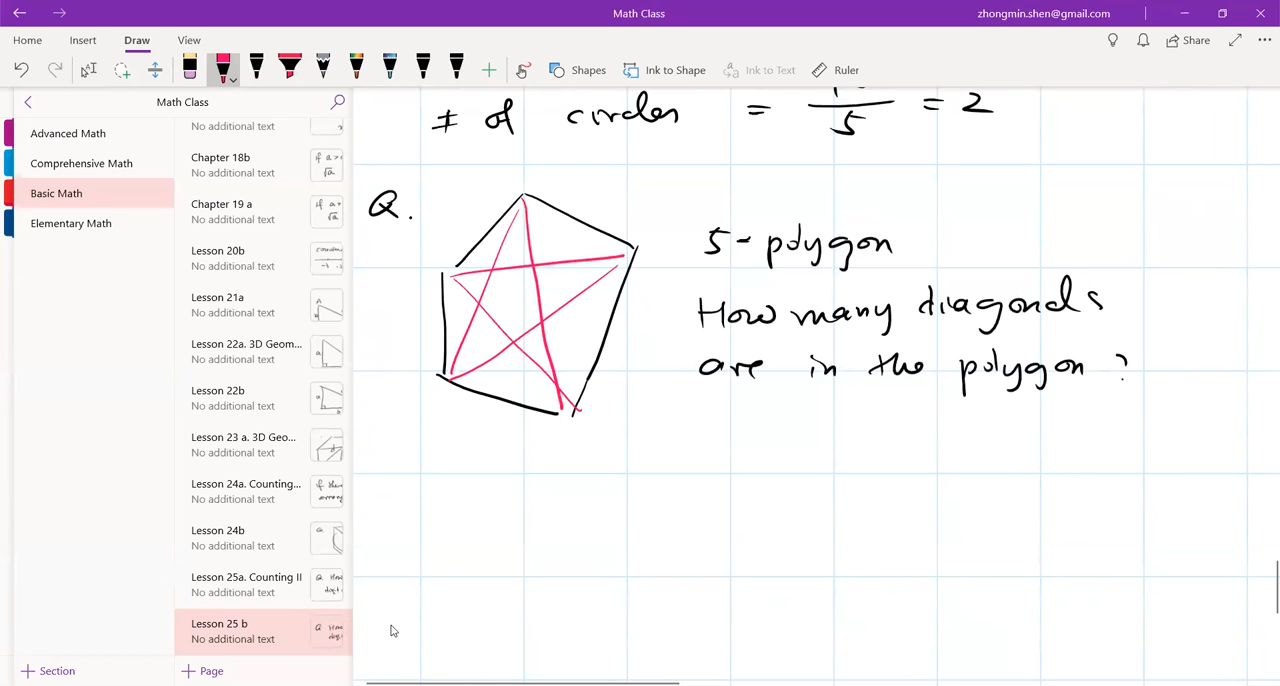 Math Class
zhongmin.shen@gmail.com
Home
Insert
Draw
View
Share
Shapes
Ink to Shape
Ink to Text
Ruler
Math Class
Advanced Math
Comprehensive Math
Basic Math
Elementary Math
No additional text
Chapter 18b
No additional text
Chapter 19 a
No additional text
Lesson 20b
No additional text
Lesson 21a
No additional text
Lesson 22a. 3D Geom...
No additional text
Lesson 22b
No additional text
Lesson 23 a. 3D Geo...
No additional text
Lesson 24a. Counting...
No additional text
Lesson 24b
No additional text
Lesson 25a. Counting II
No additional text
Lesson 25 b
No additional text
Section
Page
# of circles = /5 = 2
Q.
5-polygon
How many diagonals
are in the polygon ?